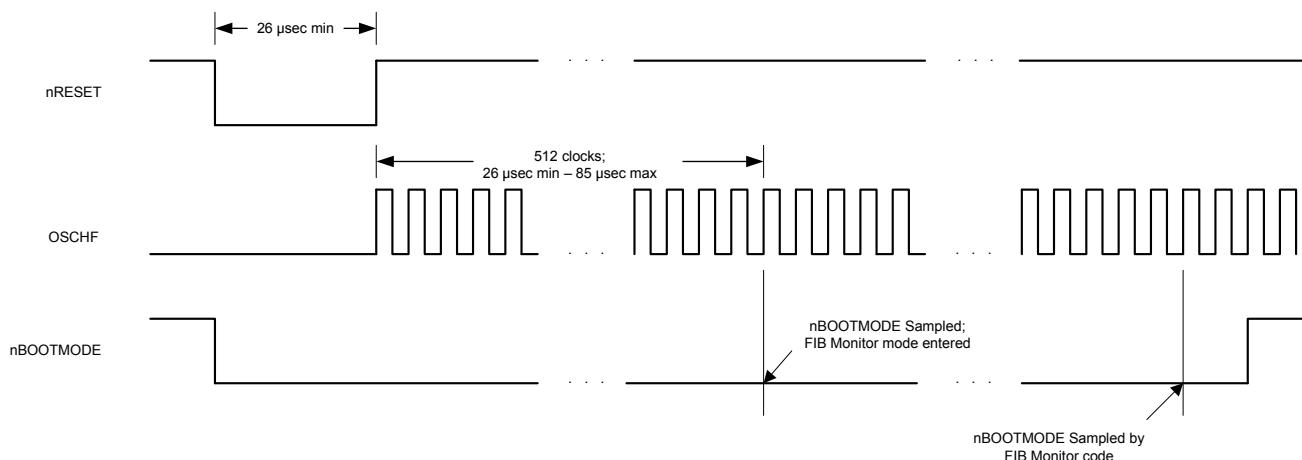 26 µsec min
nRESET
. . .
. . .
512 clocks;
26 µsec min – 85 µsec max
OSCHF
. . .
. . .
nBOOTMODE Sampled;
FIB Monitor mode entered
nBOOTMODE
. . .
. . .
nBOOTMODE Sampled by
FIB Monitor code